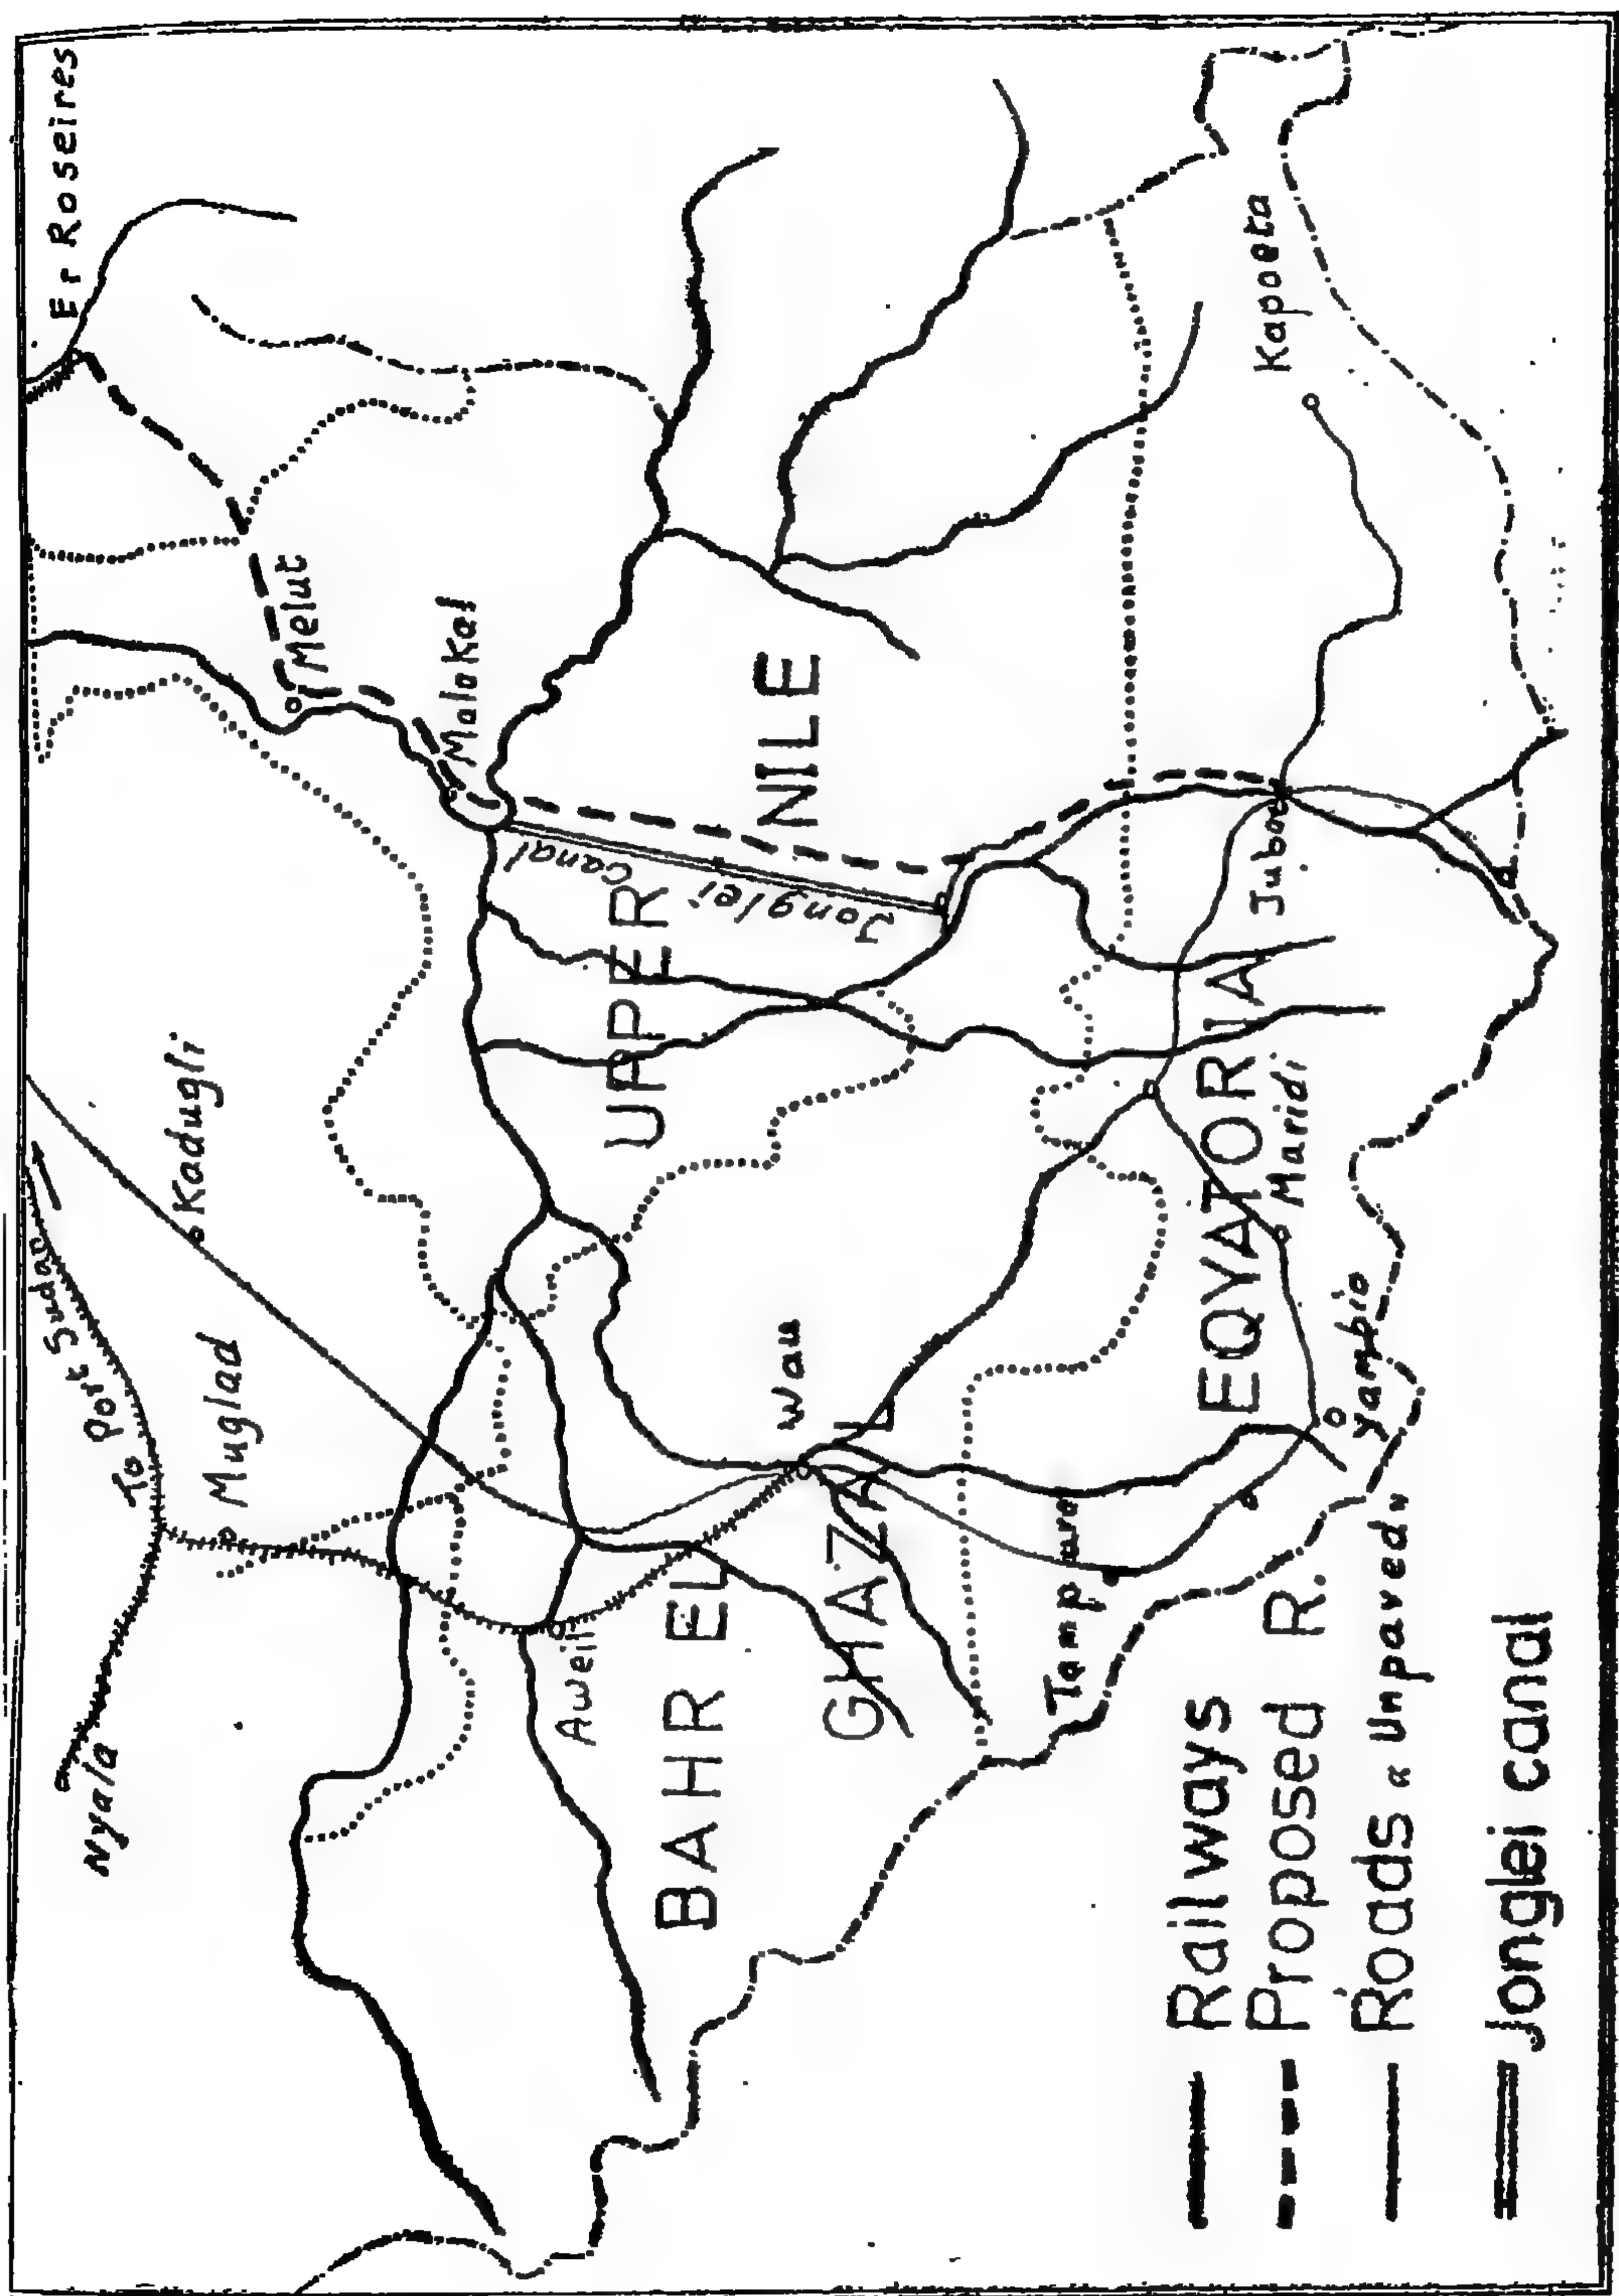 Er Roseires
Melut
Malakal
Kadugli
To Port Sudan
Muglad
Nyala
Jonglei Canal
UPPER NILE
Wau
Aweil
BAHR EL
GHAZAL
Kapoeta
Juba
EQYATORIA
Maridi
Yambio
Railways
Proposed R.
Roads « Unpaved»
Jonglei canal